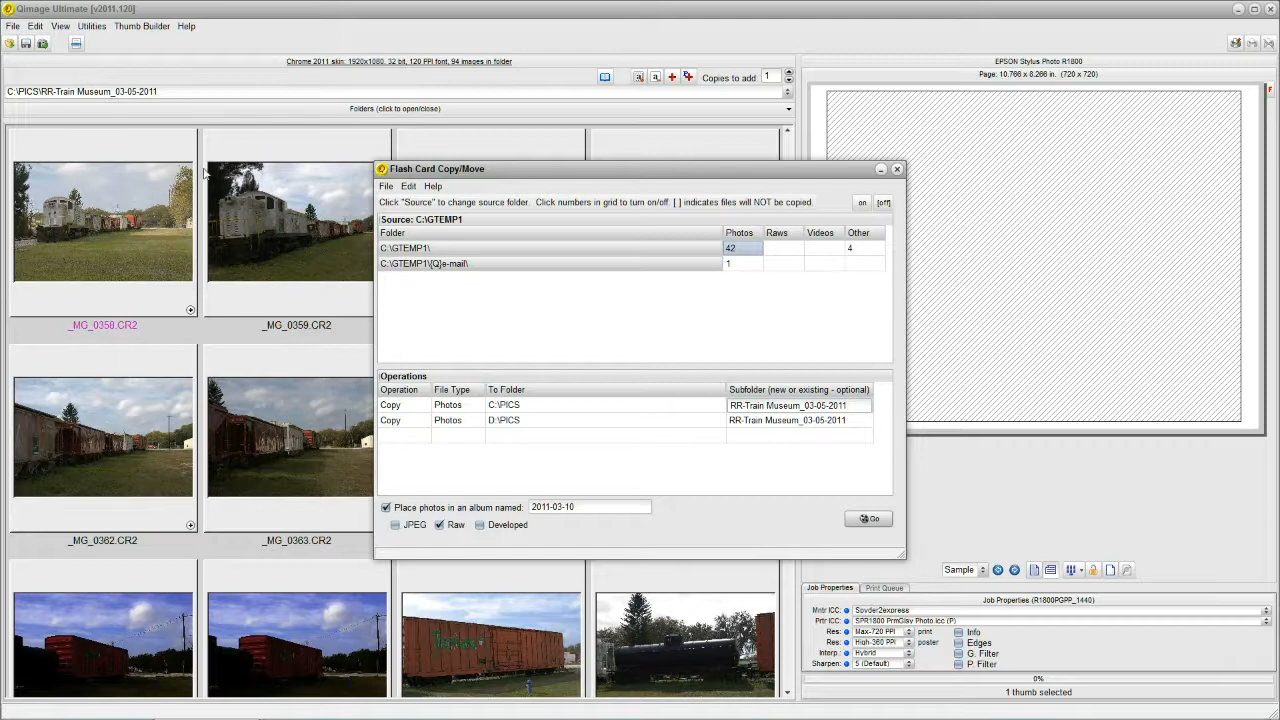 Qimage Ultimate [v2011.120]
File Edit View Utilities Thumb Builder Help
Chrome 2011 skin: 1920x1080, 32 bit, 120 PPI font, 94 images in folder
Copies to add: 1
C:\PICS\RR-Train Museum_03-05-2011
Folders (click to open/close)
_MG_0358.CR2
_MG_0359.CR2
_MG_0362.CR2
_MG_0363.CR2
Flash Card Copy/Move
File Edit Help
Click "Source" to change source folder. Click numbers in grid to turn on/off. [ ] indicates files will NOT be copied. on [off]
Source: C:\GTEMP1
Folder Photos Raws Videos Other
C:\GTEMP1\ 42 4
C:\GTEMP1\{Q}e-mail\ 1
Operations
Operation File Type To Folder Subfolder (new or existing - optional)
Copy Photos C:\PICS RR-Train Museum_03-05-2011
Copy Photos D:\PICS RR-Train Museum_03-05-2011
Place photos in an album named: 2011-03-10
JPEG Raw Developed
Go
EPSON Stylus Photo R1800
Page: 10.766 x 8.266 in. (720 x 720)
F
Sample
Job Properties Print Queue
Job Properties (R1800PGPP_1440)
Mntr ICC: Spyder2express
Prtr ICC: SPR1800 PrmGlsy Photo.icc (P)
Res: Max-720 PPI print Info
Res: High-360 PPI Edges
Interp.: Hybrid G. Filter
Sharpen: 5 (Default) P. Filter
0%
1 thumb selected